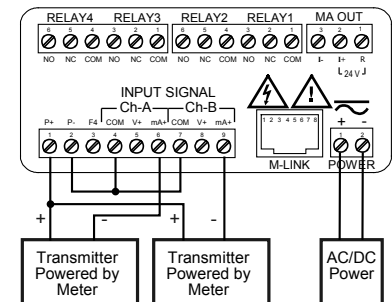 RELAY4 RELAY3 RELAY2 RELAY1 MA OUT
6 5 4 3 2 1 6 5 4 3 2 1 3 2 1
NO NC COM NO NC COM NO NC COM NO NC COM I- I+ R
24 V
INPUT SIGNAL
Ch-A Ch-B
P+ P- F4 COM V+ mA+ COM V+ mA+
1 2 3 4 5 6 7 8 9
1 2 3 4 5 6 7 8
M-LINK
+ -
1 2
POWER
+ - + -
Transmitter
Powered by
Meter
Transmitter
Powered by
Meter
AC/DC
Power